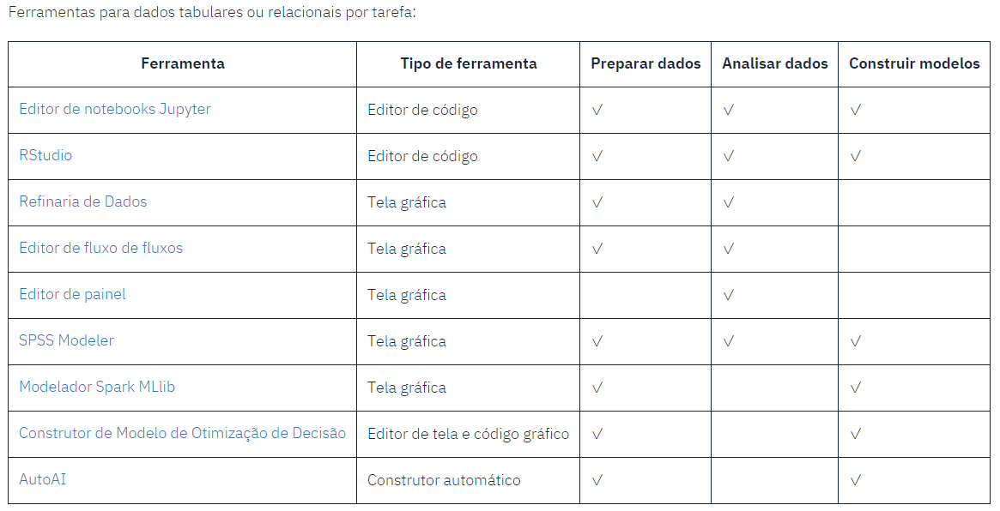 Ferramentas para dados tabulares ou relacionais por tarefa:
Ferramenta Tipo de ferramenta Preparar dados Analisar dados Construir modelos
Editor de notebooks Jupyter Editor de código √ √ √
RStudio Editor de código √ √ √
Refinaria de Dados Tela gráfica √ √
Editor de fluxo de fluxos Tela gráfica √ √
Editor de painel Tela gráfica √
SPSS Modeler Tela gráfica √ √ √
Modelador Spark MLlib Tela gráfica √ √
Construtor de Modelo de Otimização de Decisão Editor de tela e código gráfico √ √
AutoAI Construtor automático √ √